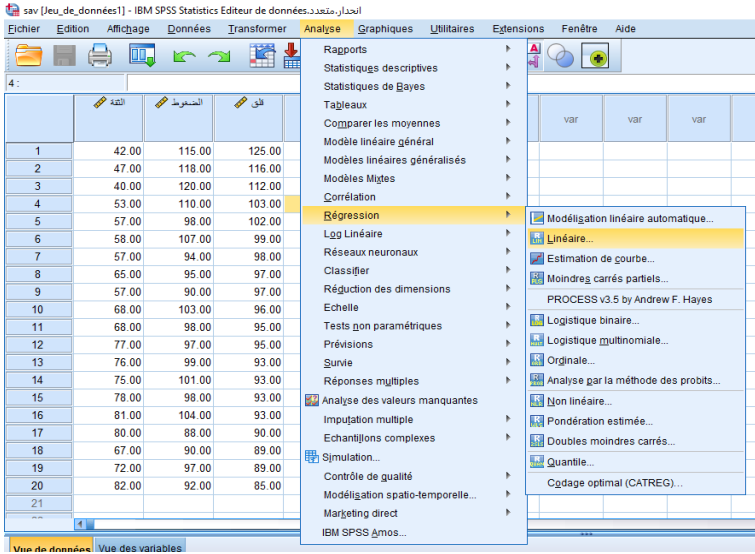 انحدار.متعدد.sav [Jeu_de_données1] - IBM SPSS Statistics Editeur de données
Fichier Edition Affichage Données Transformer Analyse Graphiques Utilitaires Extensions Fenêtre Aide
4 :
الثقة الضغوط قلق var var var
1 42.00 115.00 125.00
2 47.00 118.00 116.00
3 40.00 120.00 112.00
4 53.00 110.00 103.00
5 57.00 98.00 102.00
6 58.00 107.00 99.00
7 57.00 94.00 98.00
8 65.00 95.00 97.00
9 57.00 90.00 97.00
10 68.00 103.00 96.00
11 68.00 98.00 95.00
12 77.00 97.00 95.00
13 76.00 99.00 93.00
14 75.00 101.00 93.00
15 78.00 98.00 93.00
16 81.00 104.00 93.00
17 80.00 88.00 90.00
18 67.00 90.00 89.00
19 72.00 97.00 89.00
20 82.00 92.00 85.00
21
Rapports
Statistiques descriptives
Statistiques de Bayes
Tableaux
Comparer les moyennes
Modèle linéaire général
Modèles linéaires généralisés
Modèles Mixtes
Corrélation
Régression
Log Linéaire
Réseaux neuronaux
Classifier
Réduction des dimensions
Echelle
Tests non paramétriques
Prévisions
Survie
Réponses multiples
Analyse des valeurs manquantes
Imputation multiple
Echantillons complexes
Simulation...
Contrôle de qualité
Modélisation spatio-temporelle...
Marketing direct
IBM SPSS Amos...
Modélisation linéaire automatique...
Linéaire...
Estimation de courbe...
Moindres carrés partiels...
PROCESS v3.5 by Andrew F. Hayes
Logistique binaire...
Logistique multinomiale...
Ordinale...
Analyse par la méthode des probits...
Non linéaire...
Pondération estimée...
Doubles moindres carrés...
Quantile...
Codage optimal (CATREG)...
Vue de données Vue des variables